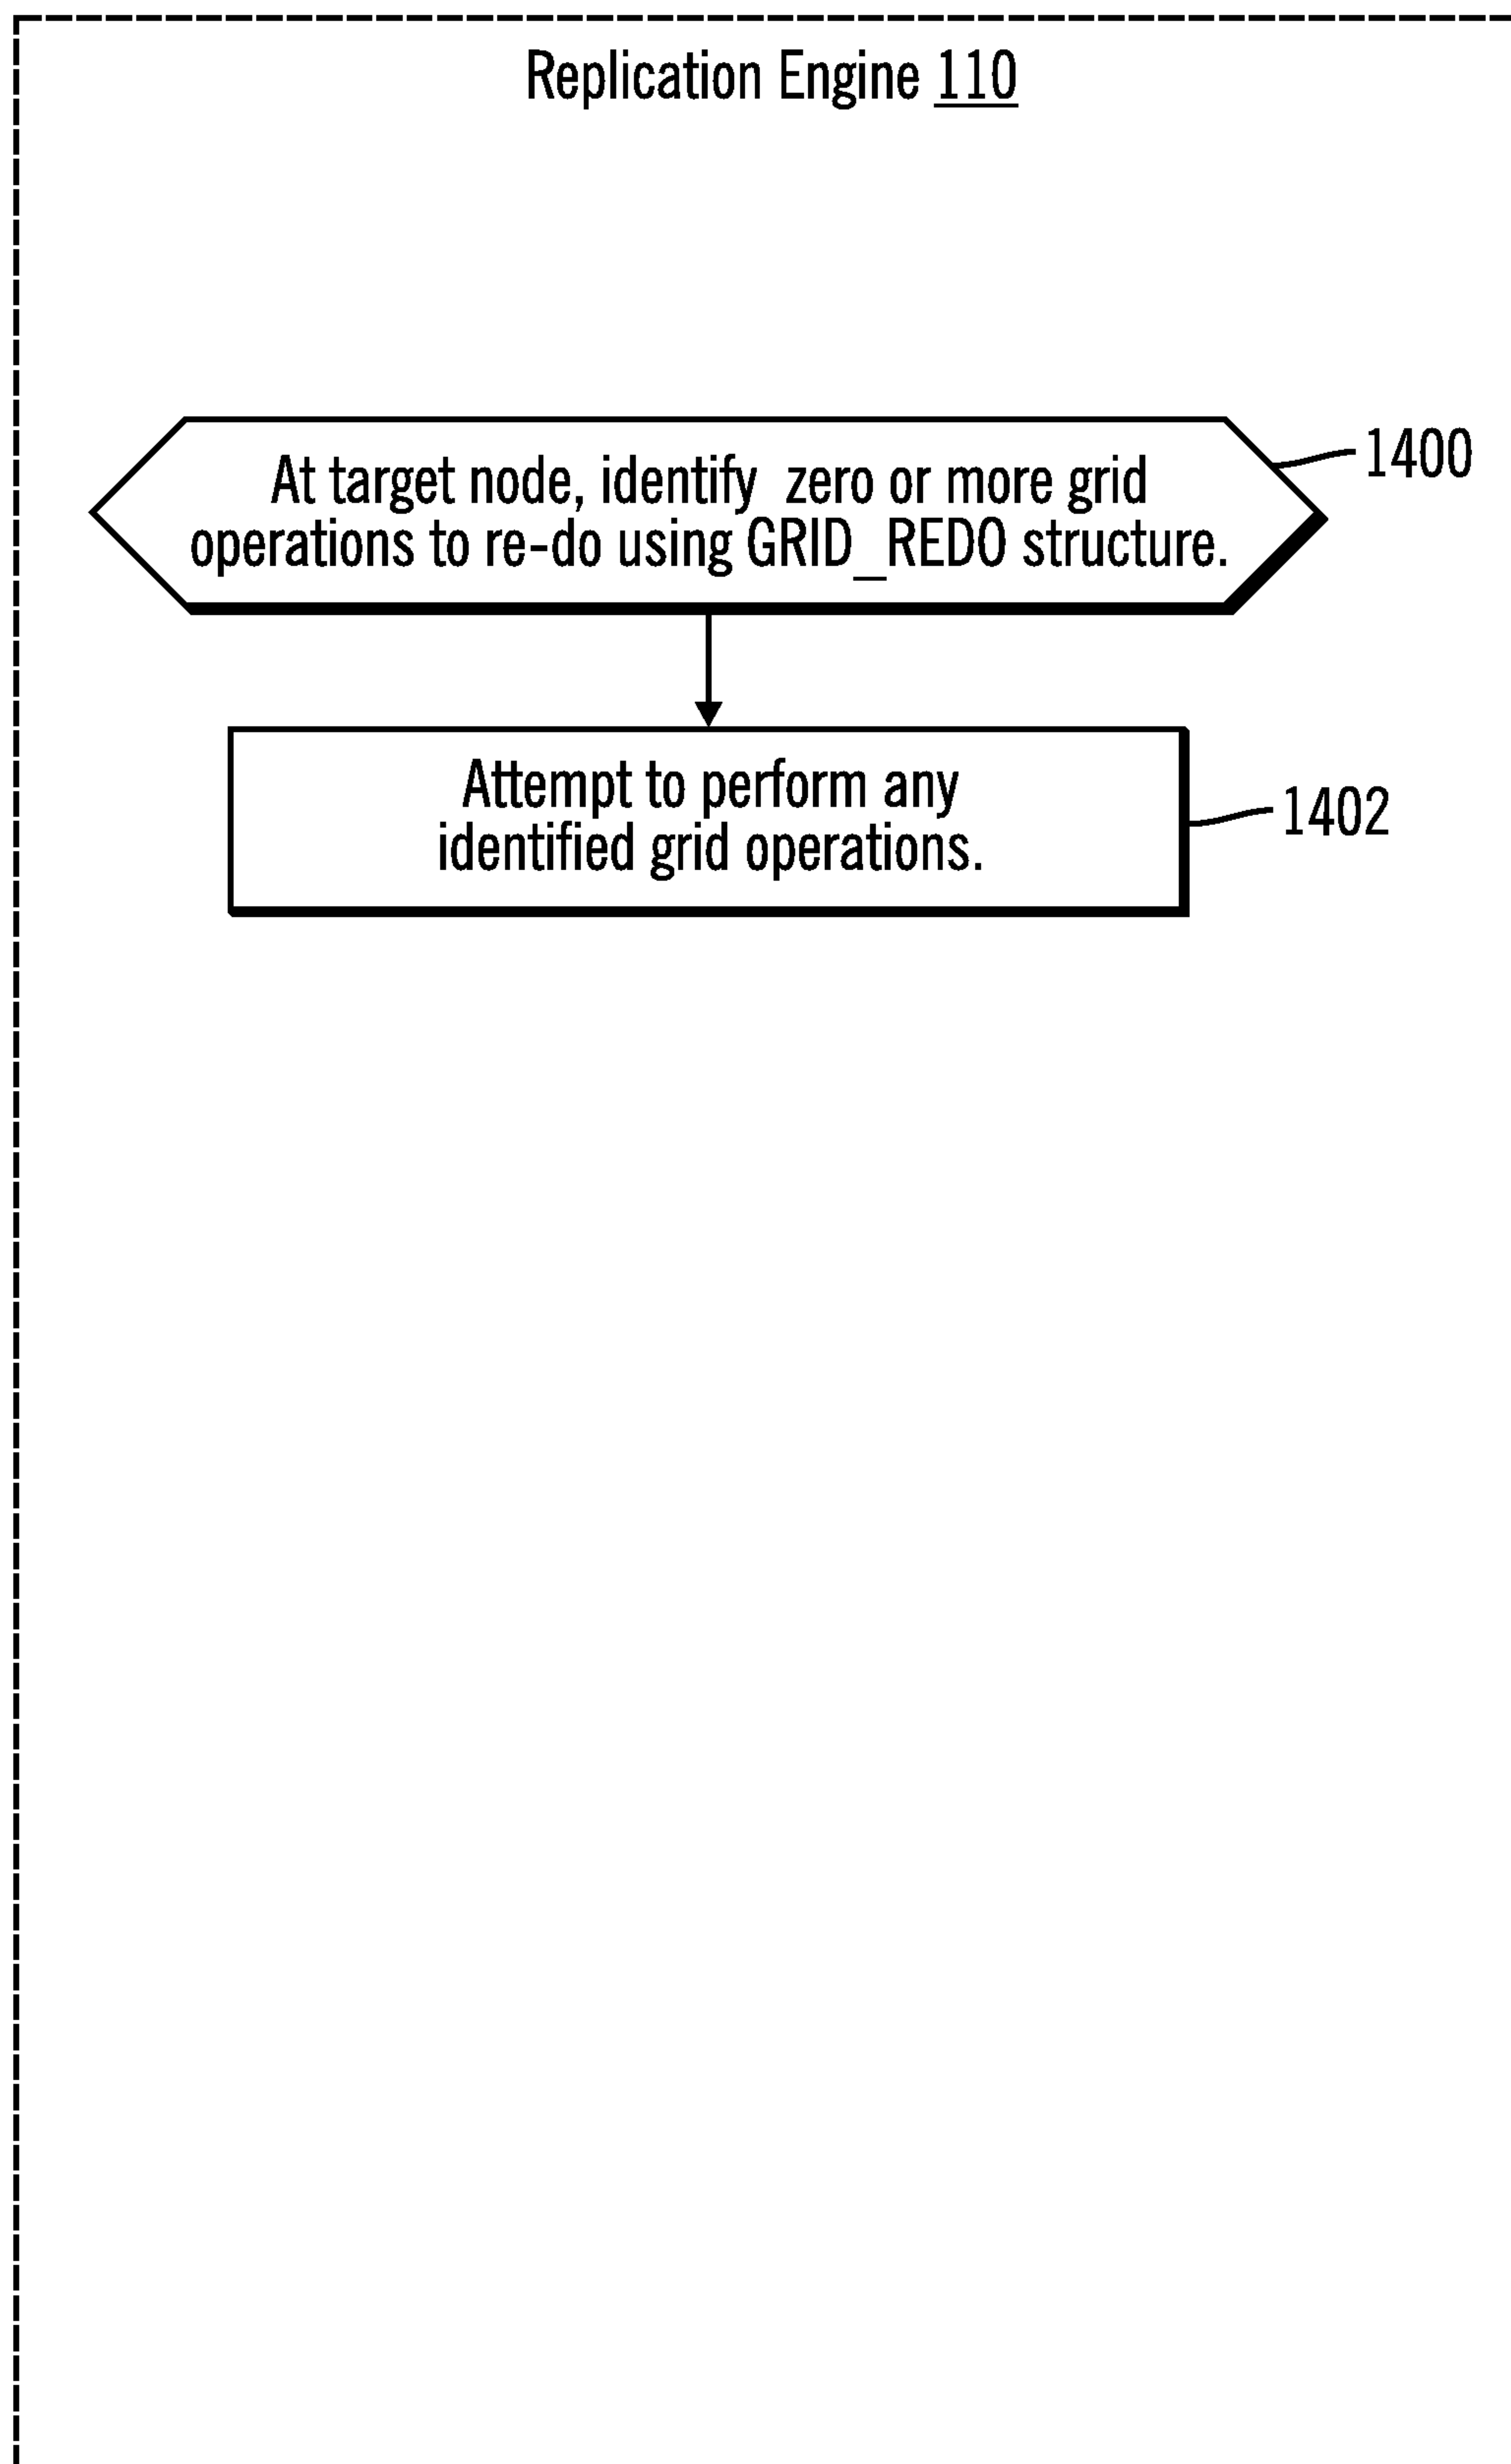 Replication Engine 110
At target node, identify zero or more grid
operations to re-do using GRID_REDO structure.
1400
Attempt to perform any
identified grid operations.
1402